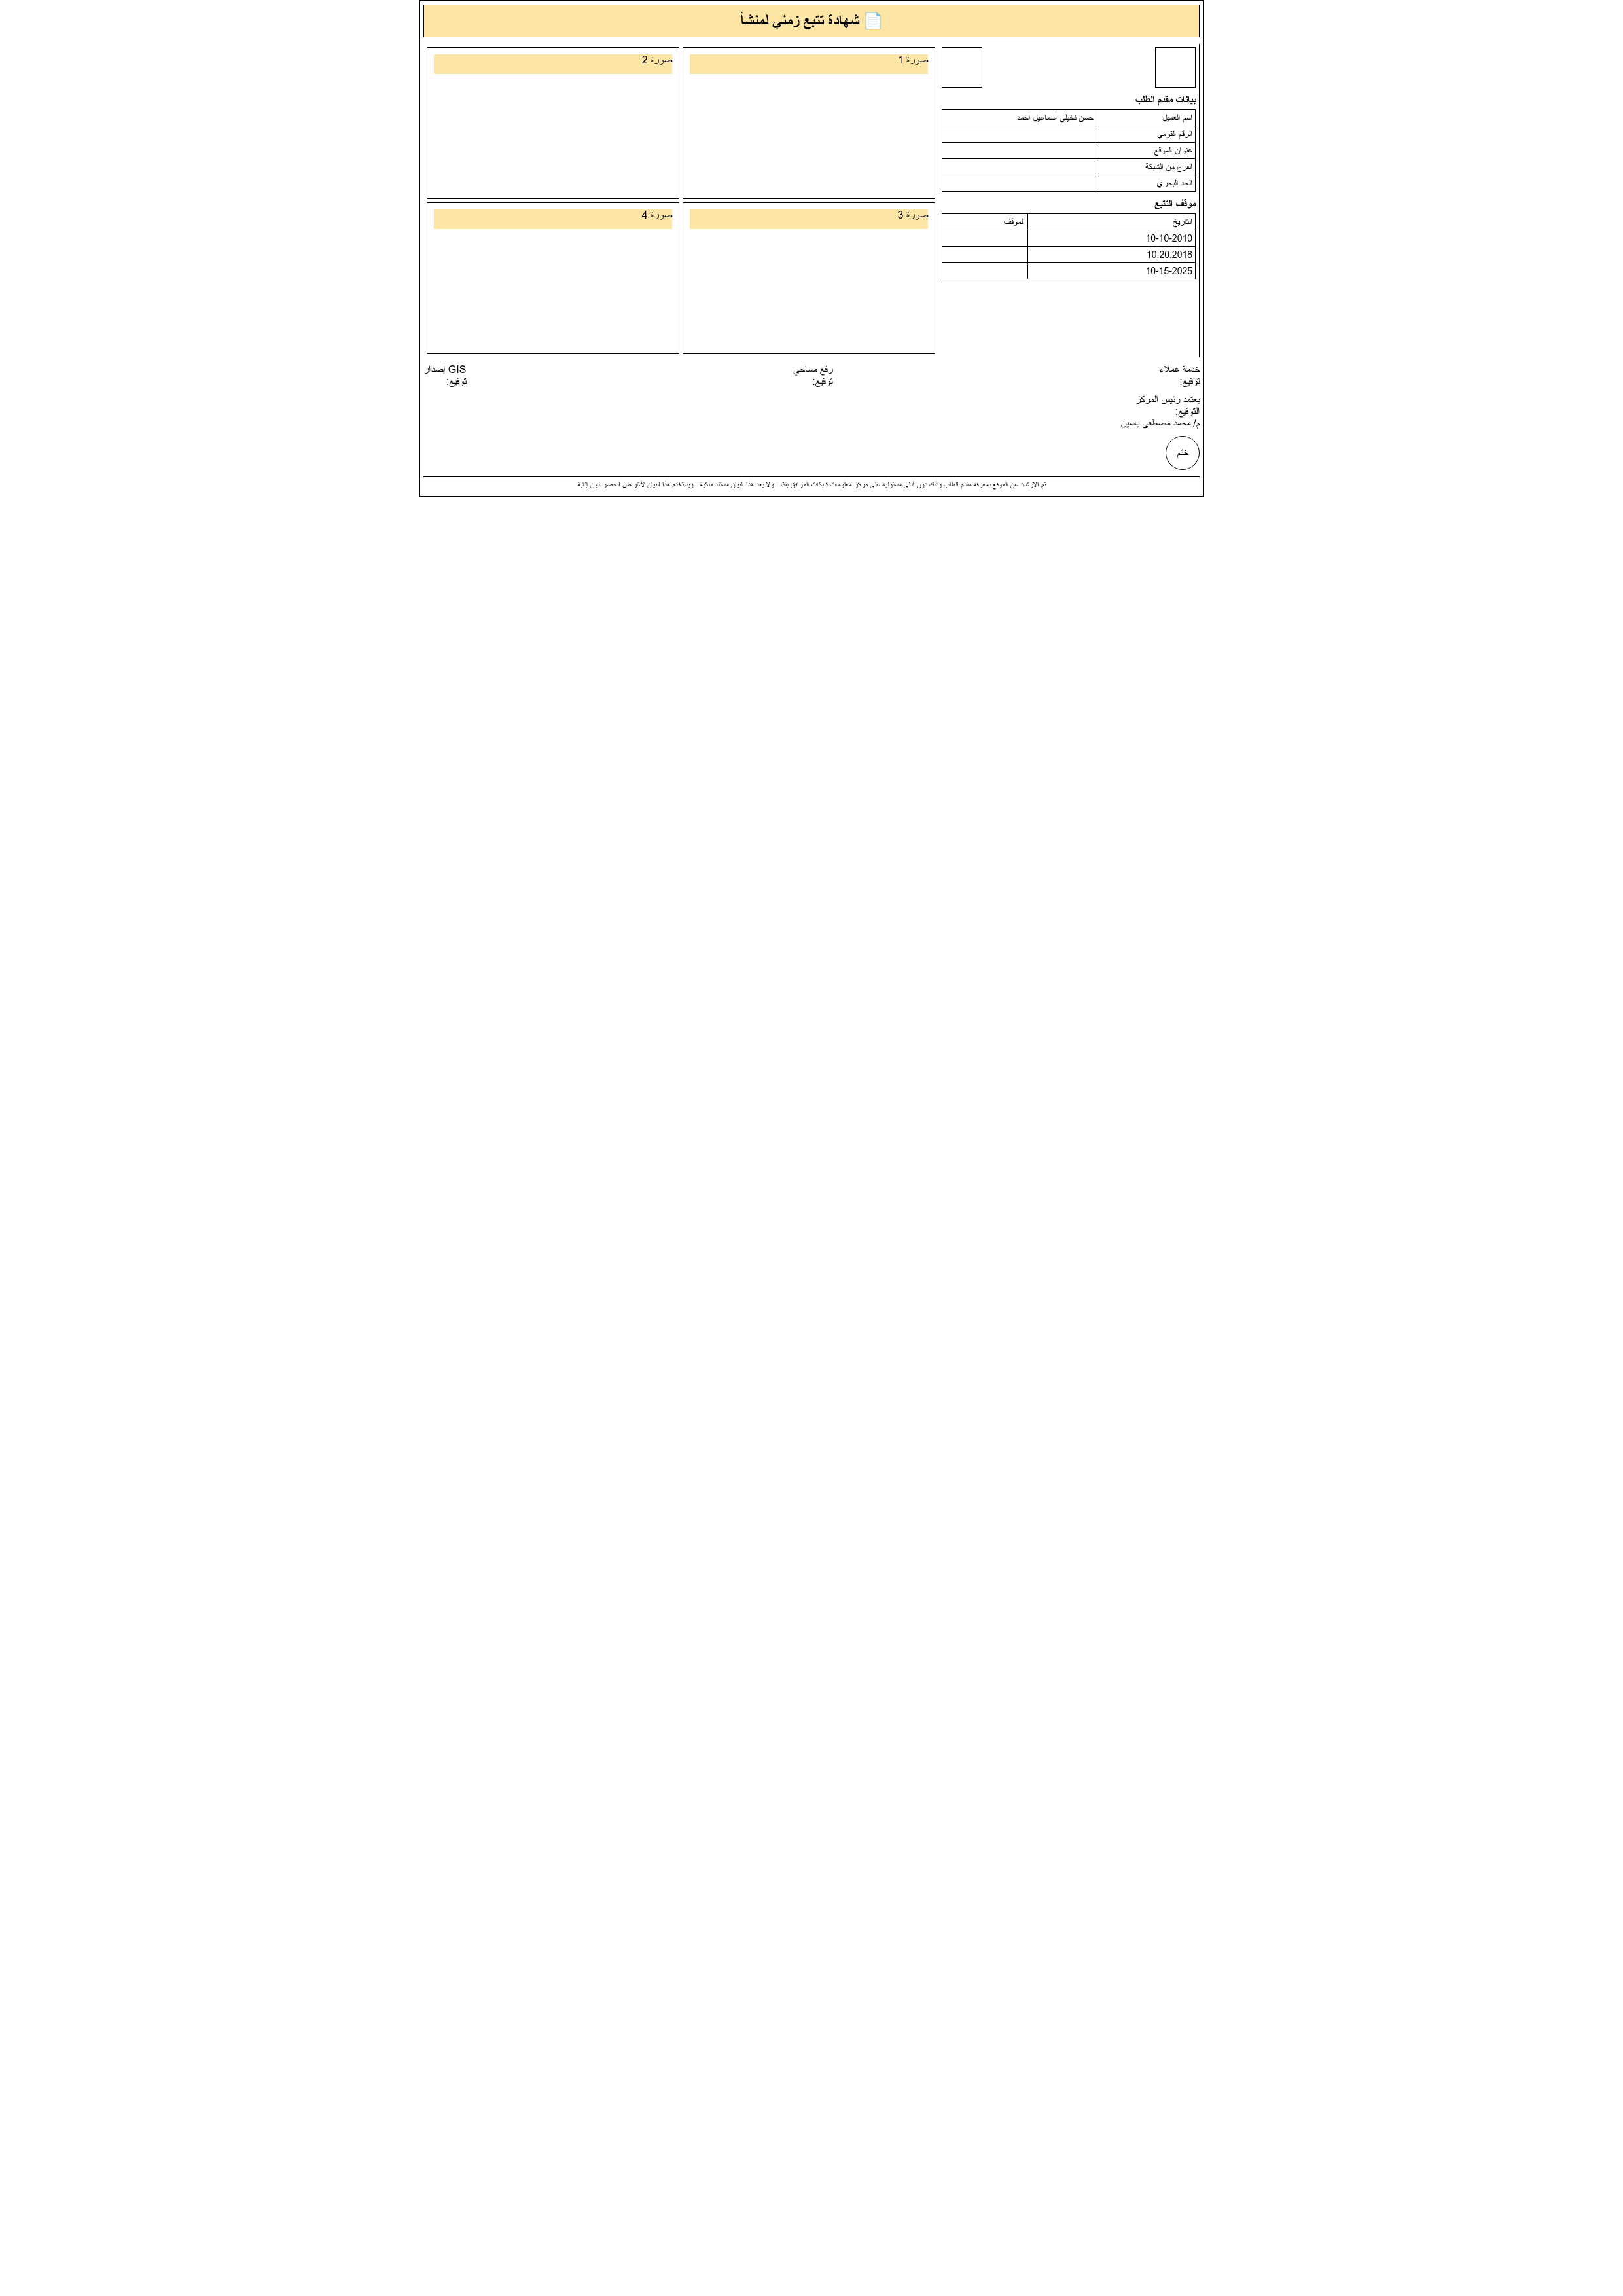 📄 شهادة تتبع زمني لمنشأ
بيانات مقدم الطلب
اسم العميل حسن نخيلي اسماعيل احمد
الرقم القومي
عنوان الموقع
الفرع من الشبكة
الحد البحري
موقف التتبع
التاريخ الموقف
10-10-2010
10.20.2018
10-15-2025
صورة 1
صورة 2
صورة 3
صورة 4
خدمة عملاء
توقيع:
رفع مساحي
توقيع:
إصدار GIS
توقيع:
يعتمد رئيس المركز
التوقيع:
م/ محمد مصطفى ياسين
ختم
تم الإرشاد عن الموقع بمعرفة مقدم الطلب وذلك دون ادنى مسئولية على مركز معلومات شبكات المرافق بقنا ـ ولا يعد هذا البيان مستند ملكية ـ ويستخدم هذا البيان لأغراض الحصر دون إنابة